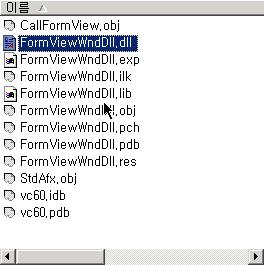 이름
CallFormView.obj
FormViewWndDll.dll
FormViewWndDll.exp
FormViewWndDll.ilk
FormViewWndDll.lib
FormViewWndDll.obj
FormViewWndDll.pch
FormViewWndDll.pdb
FormViewWndDll.res
StdAfx.obj
vc60.idb
vc60.pdb